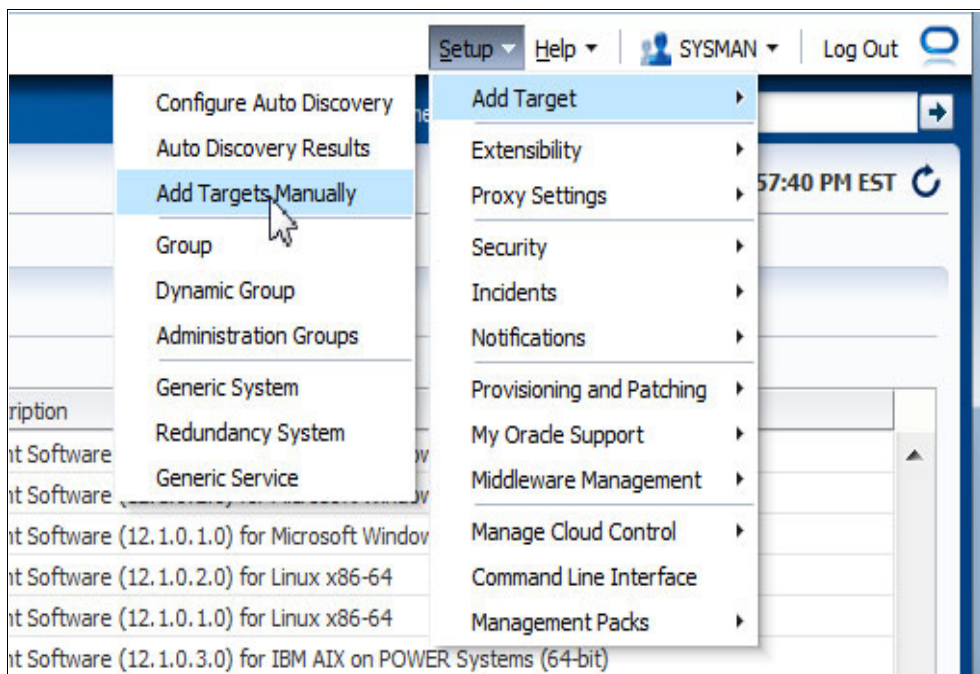 Setup Help SYSMAN Log Out
Configure Auto Discovery
Auto Discovery Results
Add Targets Manually
Group
Dynamic Group
Administration Groups
Generic System
Redundancy System
Generic Service
Add Target
Extensibility
Proxy Settings
Security
Incidents
Notifications
Provisioning and Patching
My Oracle Support
Middleware Management
Manage Cloud Control
Command Line Interface
Management Packs
57:40 PM EST
ription
nt Software
nt Software
nt Software (12.1.0.1.0) for Microsoft Window
nt Software (12.1.0.2.0) for Linux x86-64
nt Software (12.1.0.1.0) for Linux x86-64
nt Software (12.1.0.3.0) for IBM AIX on POWER Systems (64-bit)